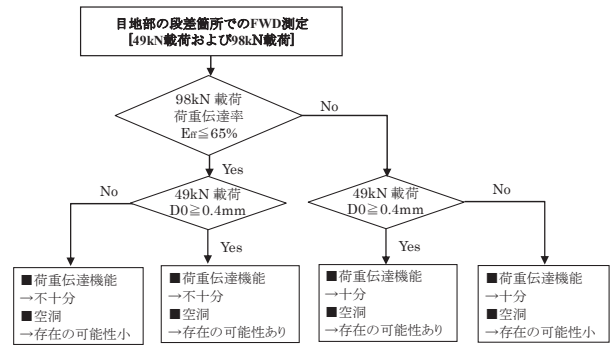 目地部の段差箇所でのFWD測定
[49kN載荷および98kN載荷]
98kN 載荷
荷重伝達率
Eff≦65%
No
Yes
49kN 載荷
D0≧0.4mm
No
Yes
49kN 載荷
D0≧0.4mm
No
Yes
■荷重伝達機能
→不十分
■空洞
→存在の可能性小
■荷重伝達機能
→不十分
■空洞
→存在の可能性あり
■荷重伝達機能
→十分
■空洞
→存在の可能性あり
■荷重伝達機能
→十分
■空洞
→存在の可能性小